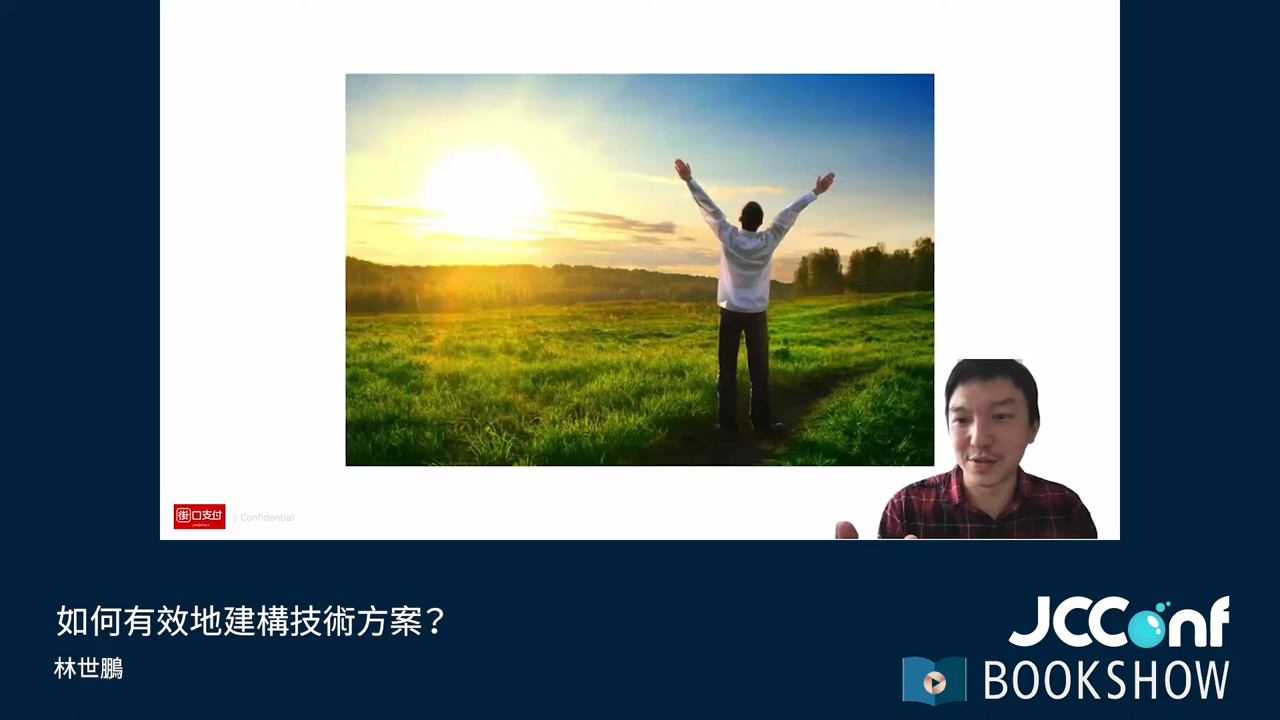 街口支付
JKOPAY
| Confidential
如何有效地建構技術方案？
林世鵬
JCConf
BOOKSHOW